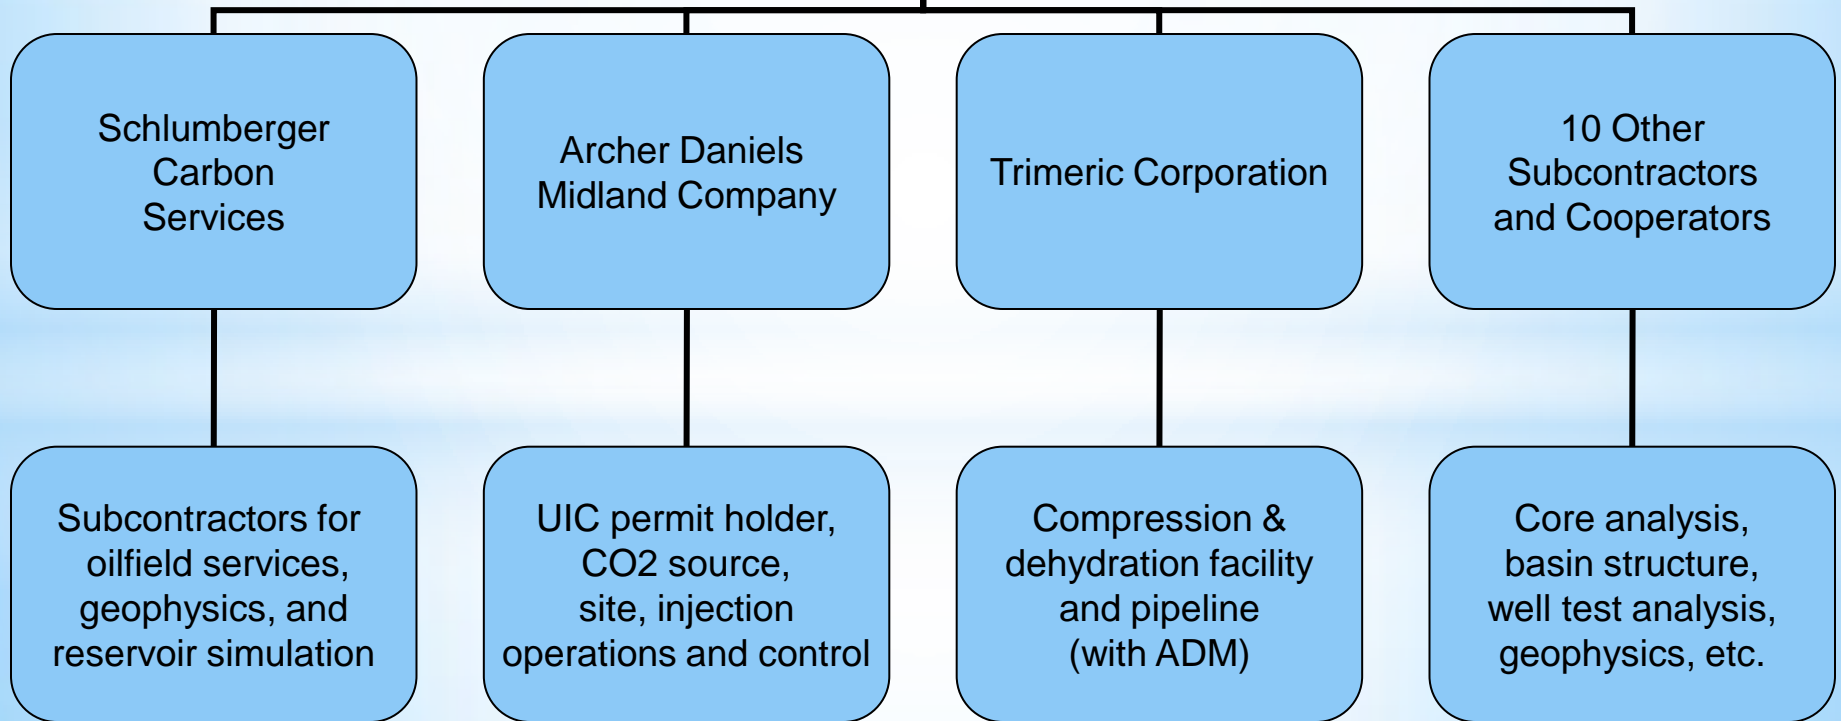 Schlumberger
Carbon
Services
Archer Daniels
Midland Company
Trimeric Corporation
10 Other
Subcontractors
and Cooperators
Subcontractors for
oilfield services,
geophysics, and
reservoir simulation
UIC permit holder,
CO2 source,
site, injection
operations and control
Compression &
dehydration facility
and pipeline
(with ADM)
Core analysis,
basin structure,
well test analysis,
geophysics, etc.